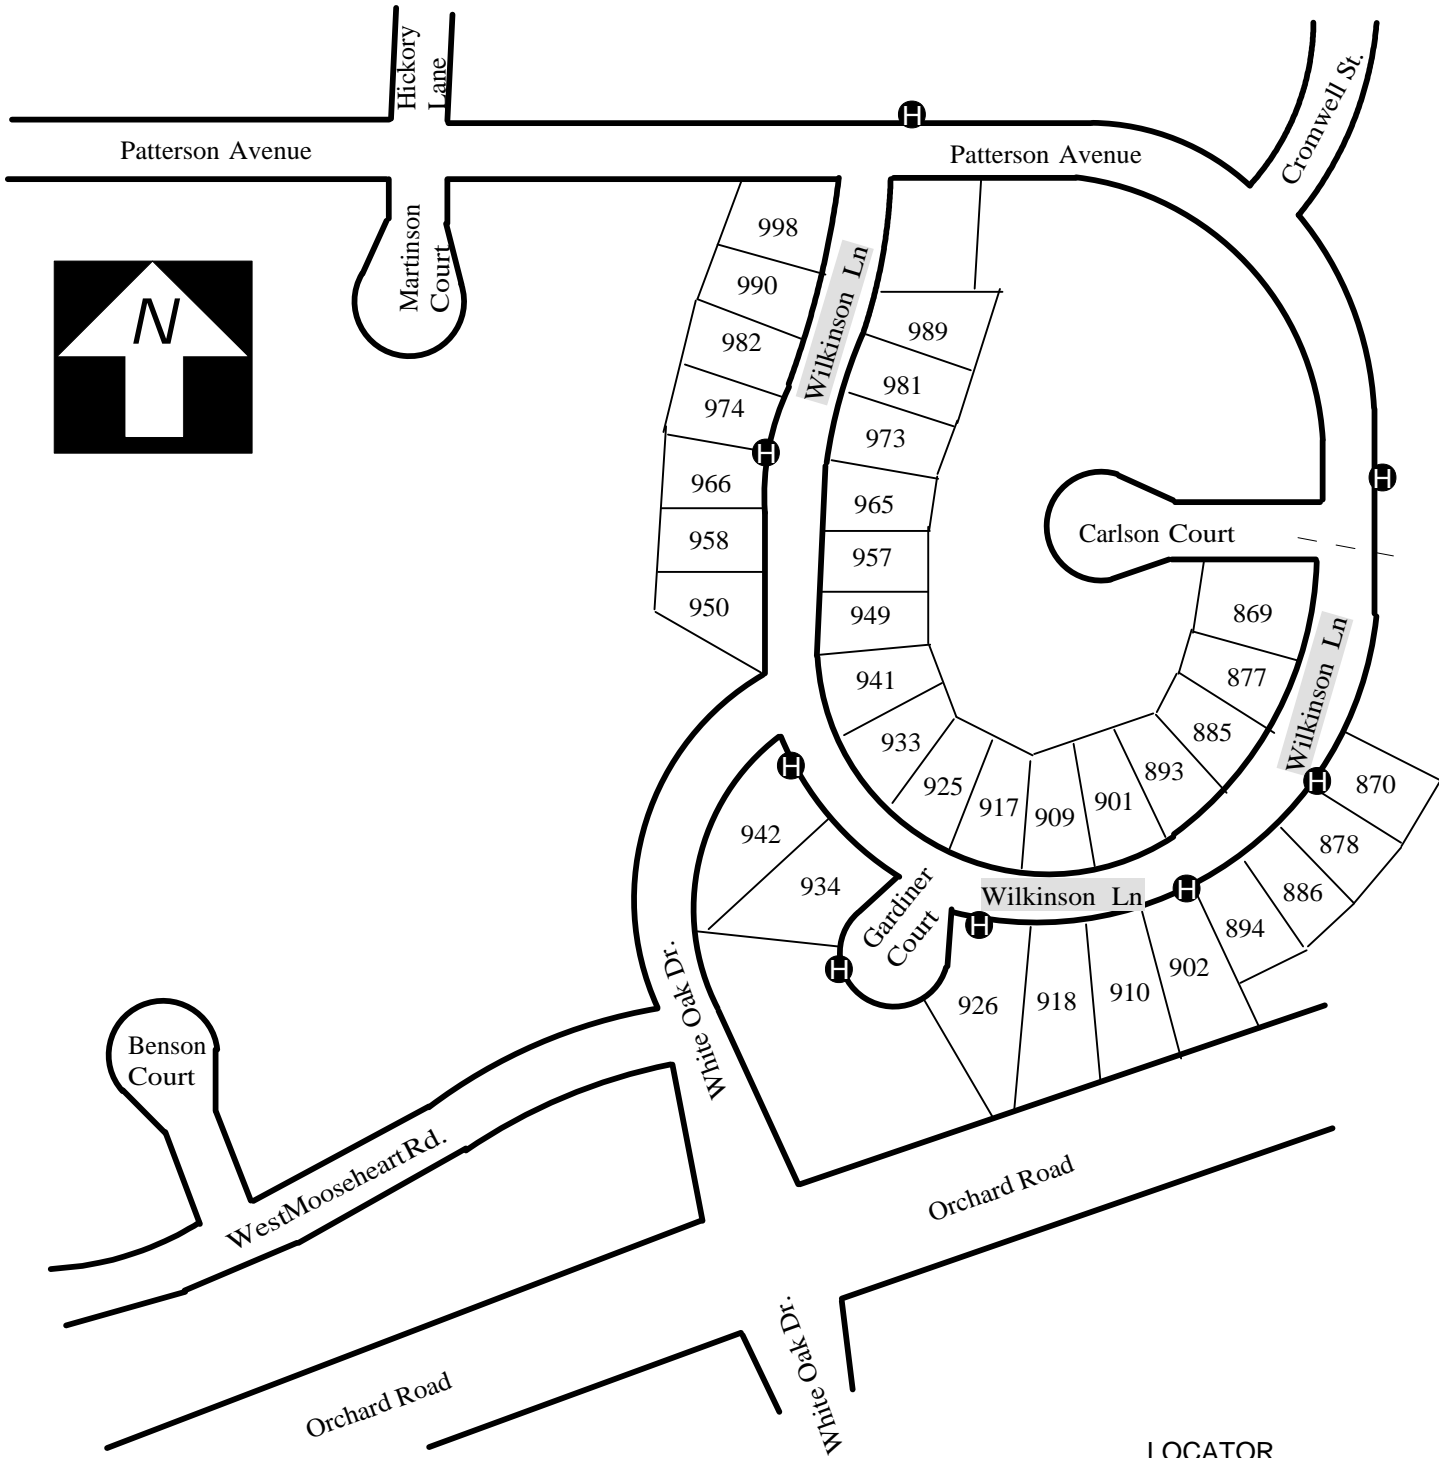 Hickory
Lane
Cromwell St.
H
Patterson Avenue
Patterson Avenue
Martinson
Court
N
998
990
982
974
H
966
958
950
Wilkinson Ln
989
981
973
965
957
949
941
933
925
917
909
901
893
885
877
869
H
Carlson Court
Wilkinson Ln
H
870
878
886
894
902
910
918
926
H
Wilkinson Ln
H
Gardiner
Court
H
H
942
934
White Oak Dr.
Benson
Court
West Mooseheart Rd.
Orchard Road
Orchard Road
White Oak Dr.
LOCATOR